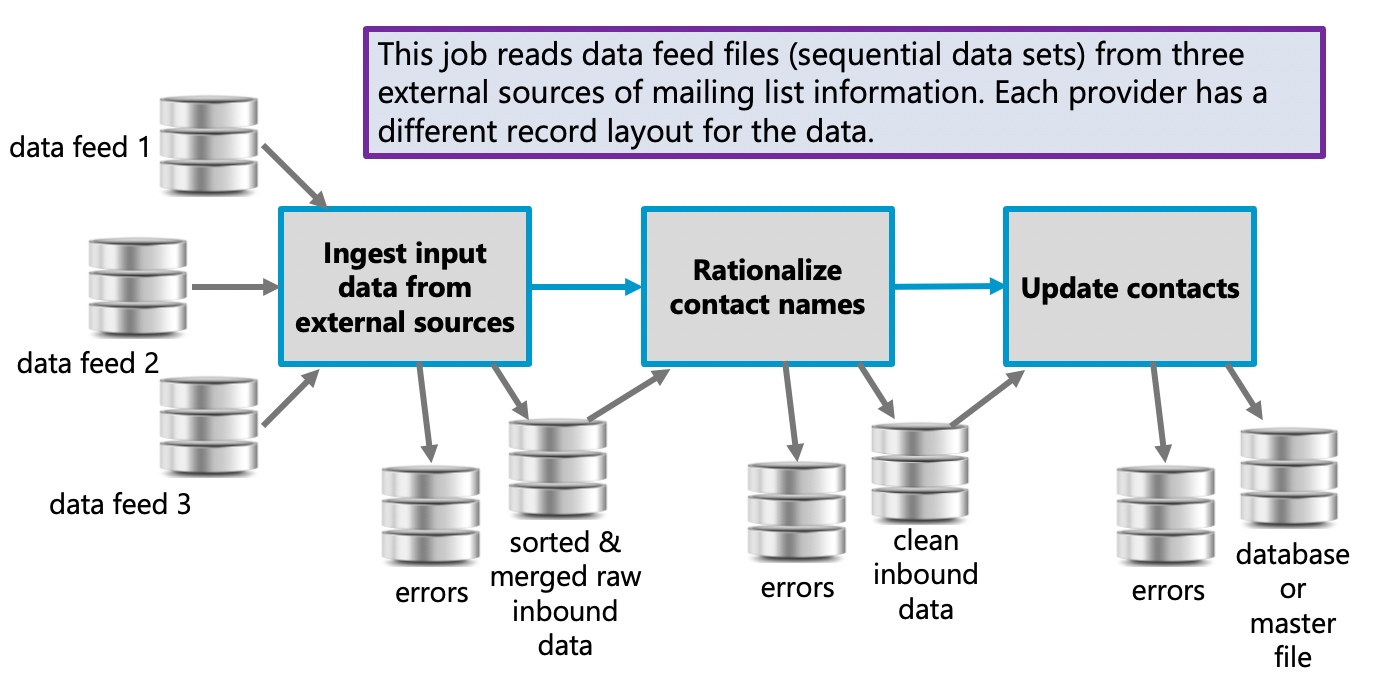 This job reads data feed files (sequential data sets) from three
external sources of mailing list information. Each provider has a
different record layout for the data.
data feed 1
data feed 2
data feed 3
Ingest input
data from
external sources
Rationalize
contact names
Update contacts
errors
sorted &
merged raw
inbound
data
errors
clean
inbound
data
errors
database
or
master
file